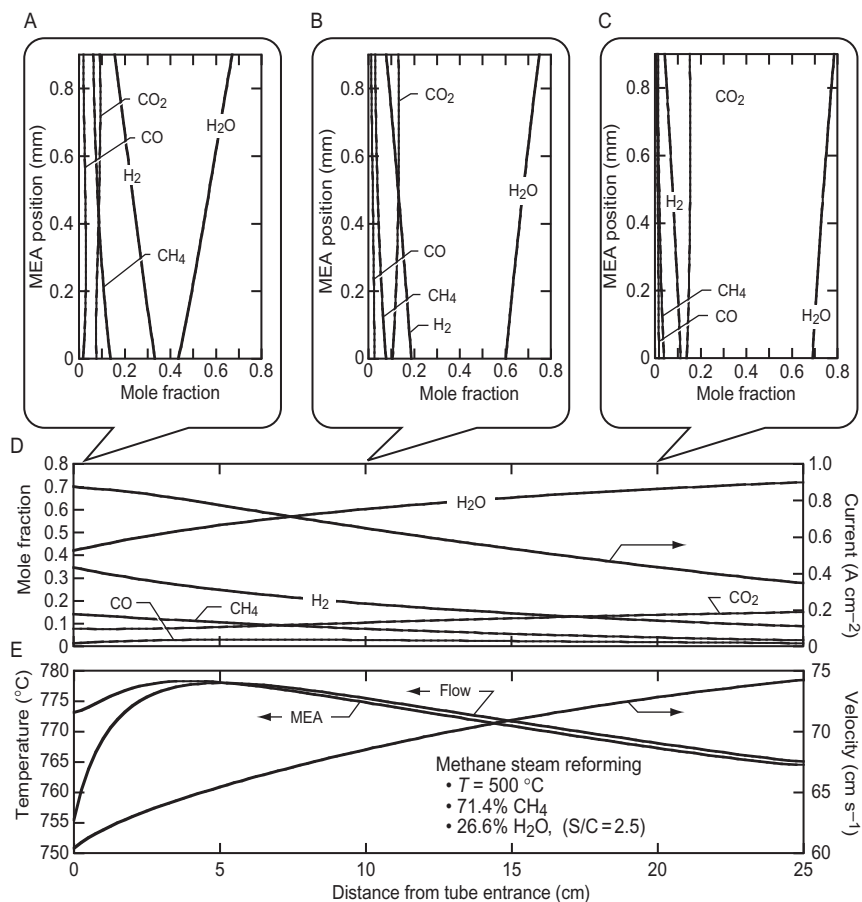 A
B
C
MEA position (mm)
0.8
0.6
0.4
0.2
0
CO2
CO
H2
H2O
CH4
0 0.2 0.4 0.6 0.8
Mole fraction
MEA position (mm)
0.8
0.6
0.4
0.2
0
CO2
H2O
CO
CH4
H2
0 0.2 0.4 0.6 0.8
Mole fraction
MEA position (mm)
0.8
0.6
0.4
0.2
0
CO2
H2
CH4
CO
H2O
0 0.2 0.4 0.6 0.8
Mole fraction
D
Mole fraction
0.8
0.7
0.6
0.5
0.4
0.3
0.2
0.1
0
H2O
H2
CO
CH4
CO2
1.0
0.8
0.6
0.4
0.2
0
Current (A cm–2)
E
Temperature (°C)
780
775
770
765
760
755
750
Flow
MEA
Methane steam reforming
• T = 500 °C
• 71.4% CH4
• 26.6% H2O, (S/C = 2.5)
75
70
65
60
Velocity (cm s–1)
0 5 10 15 20 25
Distance from tube entrance (cm)